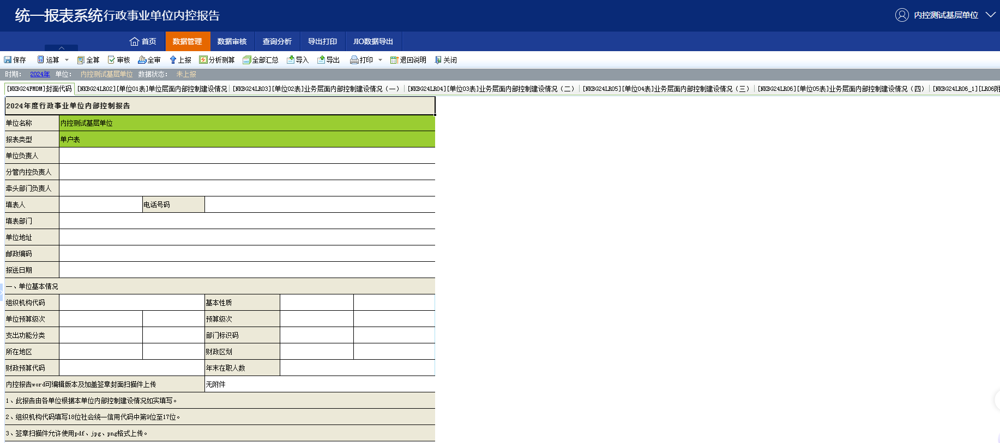 统一报表系统行政事业单位内控报告
内控测试基层单位
首页 数据管理 数据审核 查询分析 导出打印 JIO数据导出
保存 运算 全算 审核 全审 上报 分析测算 全部汇总 导入 导出 打印 退回说明 关闭
时期： 2024年 单位： 内控测试基层单位 数据状态： 未上报
[NKBG24FMDM]封面代码 [NKBG24LR02][单位01表]单位层面内部控制建设情况 [NKBG24LR03][单位02表]业务层面内部控制建设情况（一） [NKBG24LR04][单位03表]业务层面内部控制建设情况（二） [NKBG24LR05][单位04表]业务层面内部控制建设情况（三） [NKBG24LR06][单位05表]业务层面内部控制建设情况（四） [NKBG24LR06_1][LR06附
2024年度行政事业单位内部控制报告
单位名称 内控测试基层单位
报表类型 单户表
单位负责人
分管内控负责人
牵头部门负责人
填表人 电话号码
填表部门
单位地址
邮政编码
报送日期
一、单位基本情况
组织机构代码 基本性质
单位预算级次 预算级次
支出功能分类 部门标识码
所在地区 财政区划
财政预算代码 年末在职人数
内控报告word可编辑版本及加盖签章封面扫描件上传 无附件
1、此报告由各单位根据本单位内部控制建设情况如实填写。
2、组织机构代码填写18位社会统一信用代码中第9位至17位。
3、签章扫描件允许使用pdf、jpg、png格式上传。